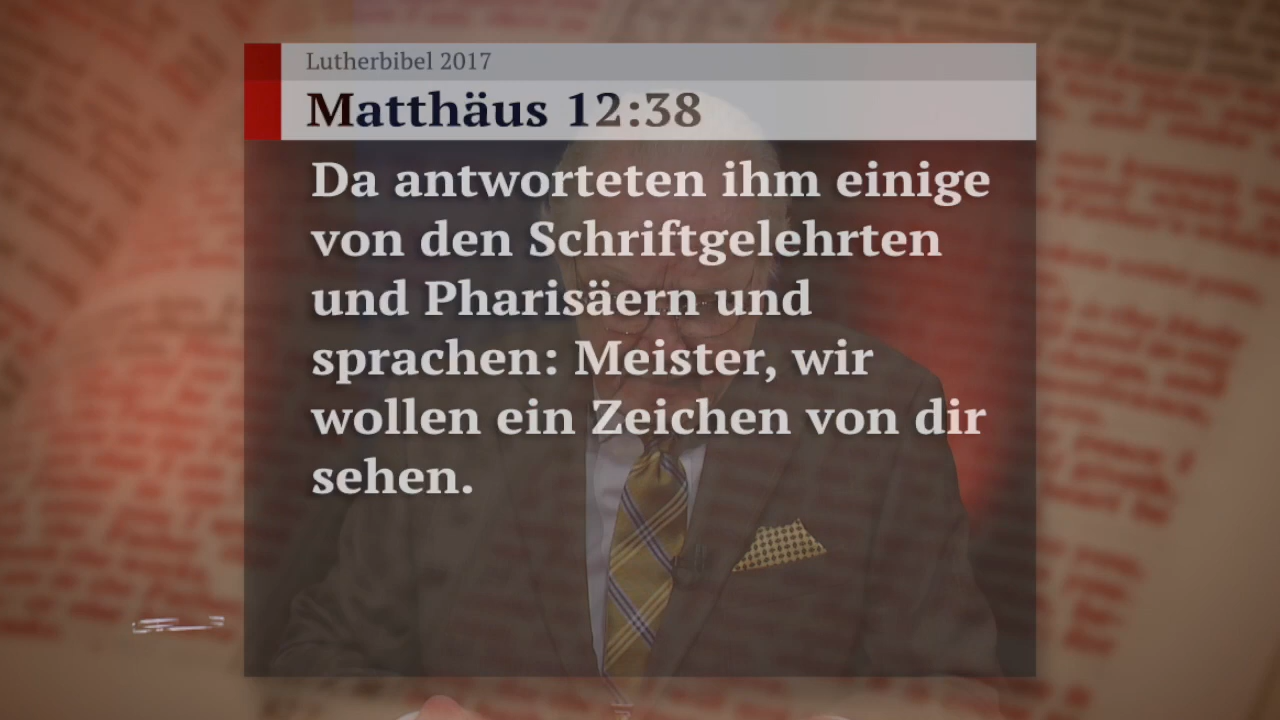 Lutherbibel 2017
Matthäus 12:38
Da antworteten ihm einige
von den Schriftgelehrten
und Pharisäern und
sprachen: Meister, wir
wollen ein Zeichen von dir
sehen.